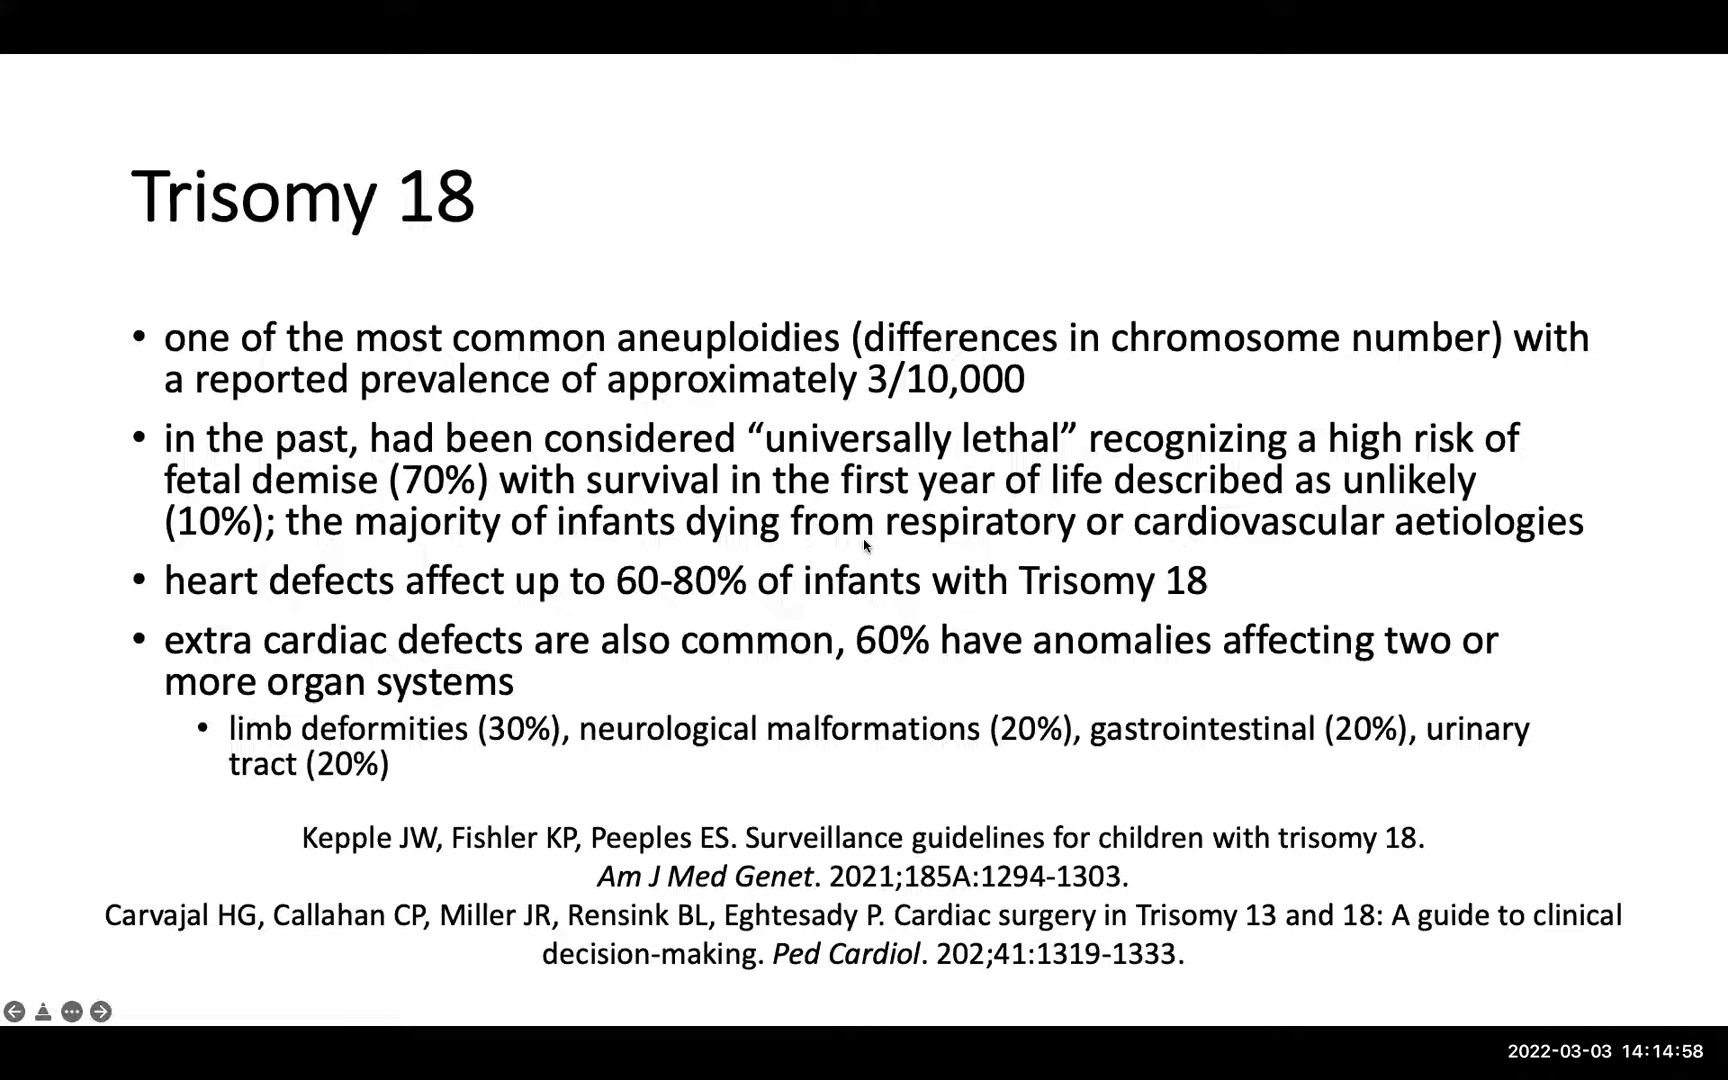 Trisomy 18
• one of the most common aneuploidies (differences in chromosome number) with
a reported prevalence of approximately 3/10,000
• in the past, had been considered “universally lethal” recognizing a high risk of
fetal demise (70%) with survival in the first year of life described as unlikely
(10%); the majority of infants dying from respiratory or cardiovascular aetiologies
• heart defects affect up to 60-80% of infants with Trisomy 18
• extra cardiac defects are also common, 60% have anomalies affecting two or
more organ systems
• limb deformities (30%), neurological malformations (20%), gastrointestinal (20%), urinary
tract (20%)
Kepple JW, Fishler KP, Peeples ES. Surveillance guidelines for children with trisomy 18.
Am J Med Genet. 2021;185A:1294-1303.
Carvajal HG, Callahan CP, Miller JR, Rensink BL, Eghtesady P. Cardiac surgery in Trisomy 13 and 18: A guide to clinical
decision-making. Ped Cardiol. 202;41:1319-1333.
2022-03-03 14:14:58